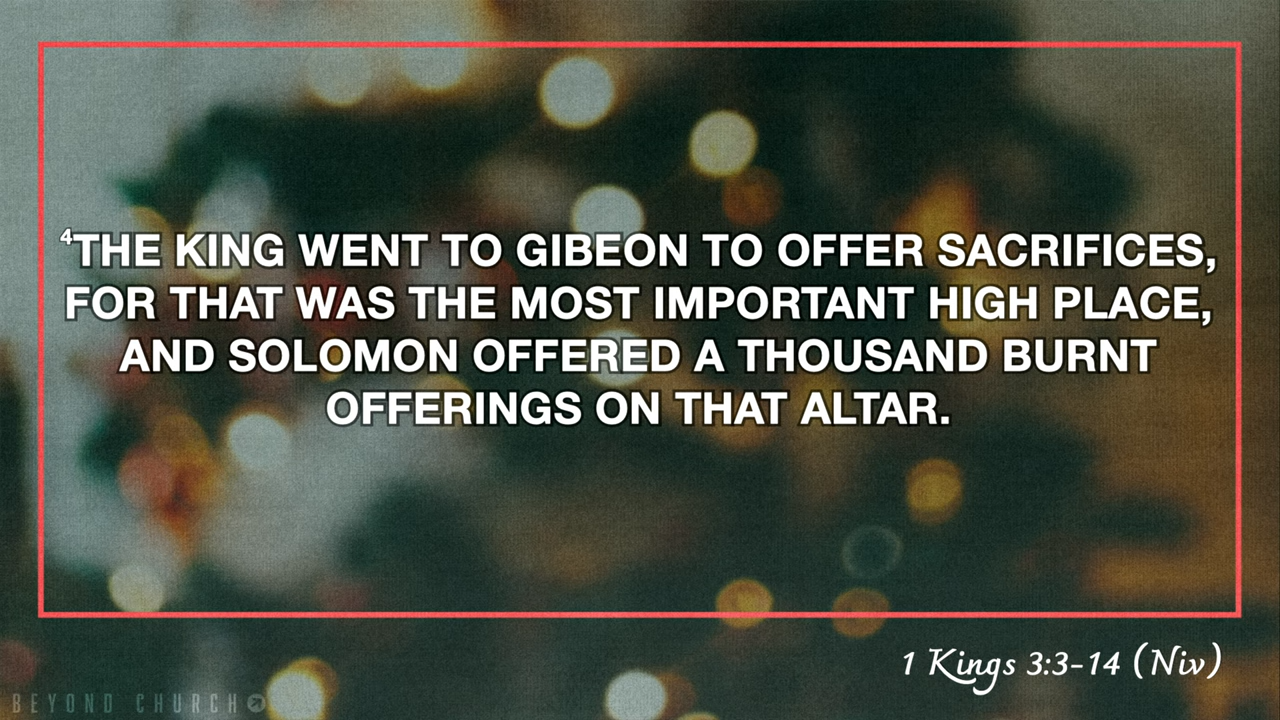 ⁴THE KING WENT TO GIBEON TO OFFER SACRIFICES,
FOR THAT WAS THE MOST IMPORTANT HIGH PLACE,
AND SOLOMON OFFERED A THOUSAND BURNT
OFFERINGS ON THAT ALTAR.
1 Kings 3:3-14 (Niv)
BEYOND CHURCH